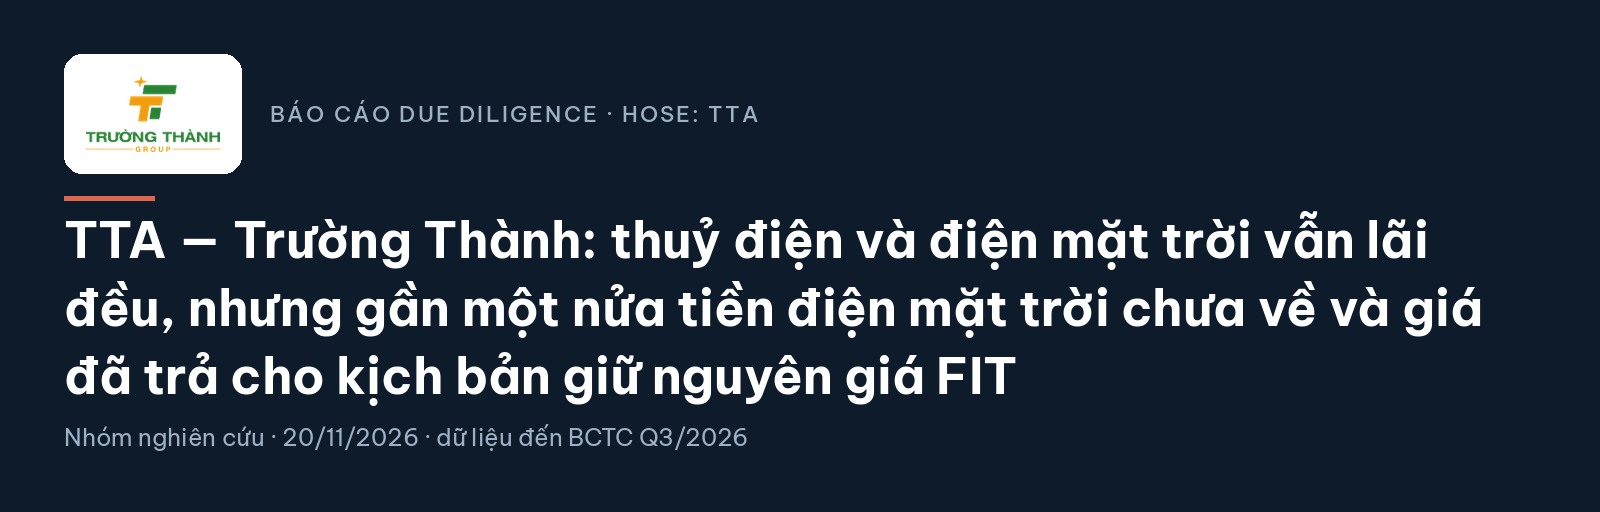 TRƯỜNG THÀNH
GROUP
BÁO CÁO DUE DILIGENCE · HOSE: TTA
TTA — Trường Thành: thuỷ điện và điện mặt trời vẫn lãi
đều, nhưng gần một nửa tiền điện mặt trời chưa về và giá
đã trả cho kịch bản giữ nguyên giá FIT
Nhóm nghiên cứu · 20/11/2026 · dữ liệu đến BCTC Q3/2026